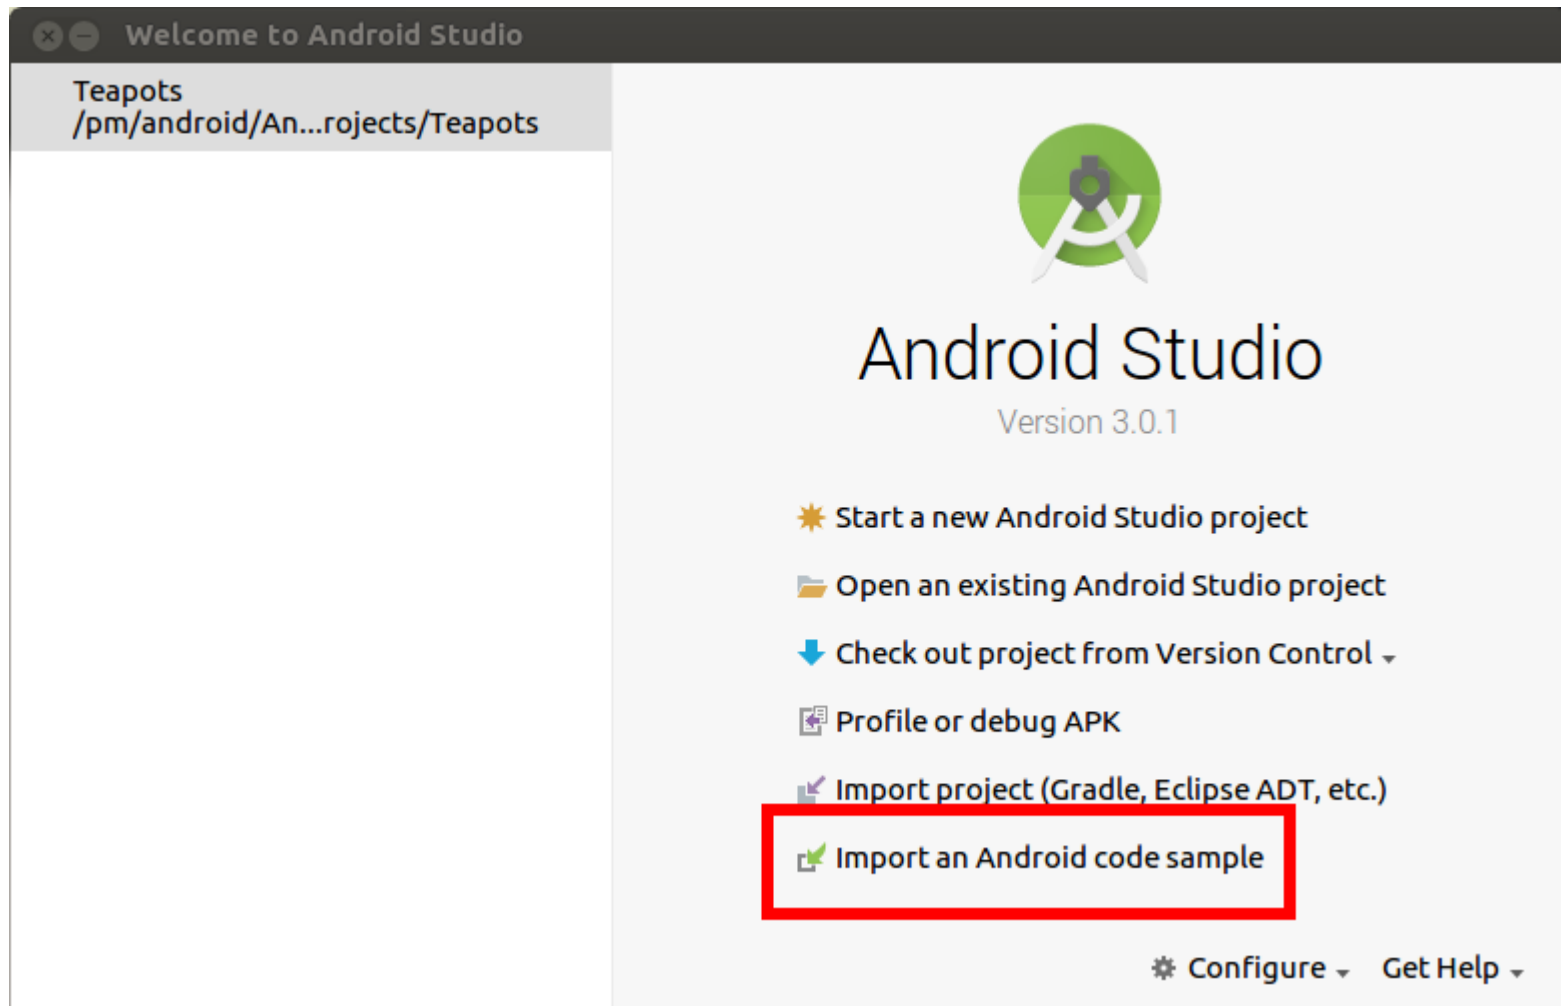 Welcome to Android Studio
Teapots
/pm/android/An...rojects/Teapots
Android Studio
Version 3.0.1
Start a new Android Studio project
Open an existing Android Studio project
Check out project from Version Control
Profile or debug APK
Import project (Gradle, Eclipse ADT, etc.)
Import an Android code sample
Configure Get Help